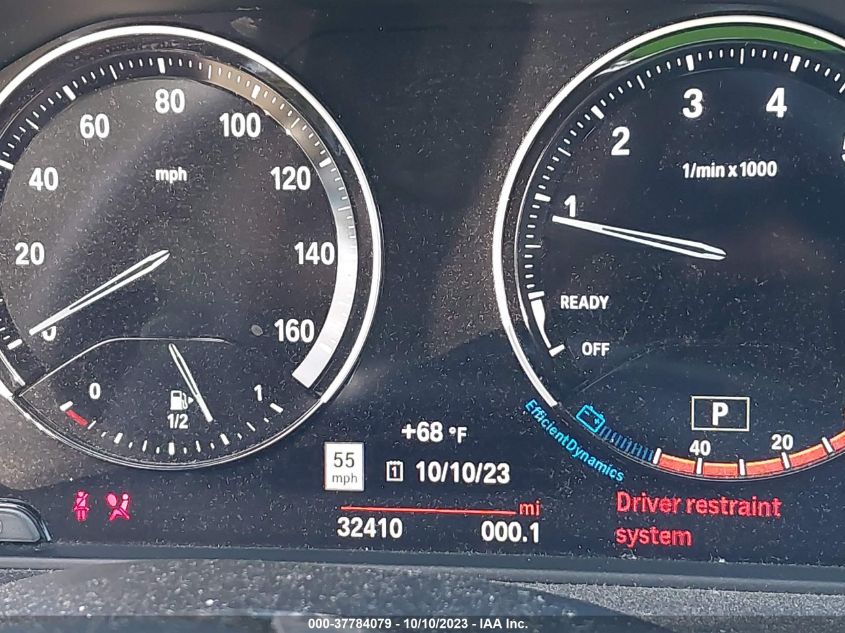 20
40
60
80
100
120
140
160
mph
0
0
1/2
1
1
2
3
4
1/min x 1000
READY
OFF
P
EfficientDynamics
40
20
+68 °F
55
mph
1
10/10/23
mi
32410
000.1
Driver restraint
system
000-37784079 - 10/10/2023 - IAA Inc.